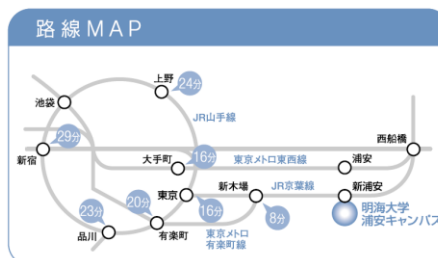 路線MAP
上野
24分
池袋
JR山手線
29分
新宿
西船橋
大手町
16分
東京メトロ東西線
浦安
東京
16分
新木場
JR京葉線
新浦安
20分
23分
8分
明海大学
浦安キャンパス
品川
有楽町
東京メトロ
有楽町線